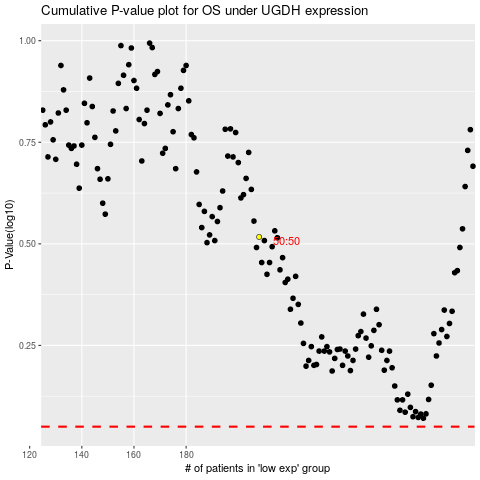 Cumulative P-value plot for OS under UGDH expression
P-Value(log10)
1.00
0.75
0.50
0.25
50:50
120 140 160 180
# of patients in 'low exp' group